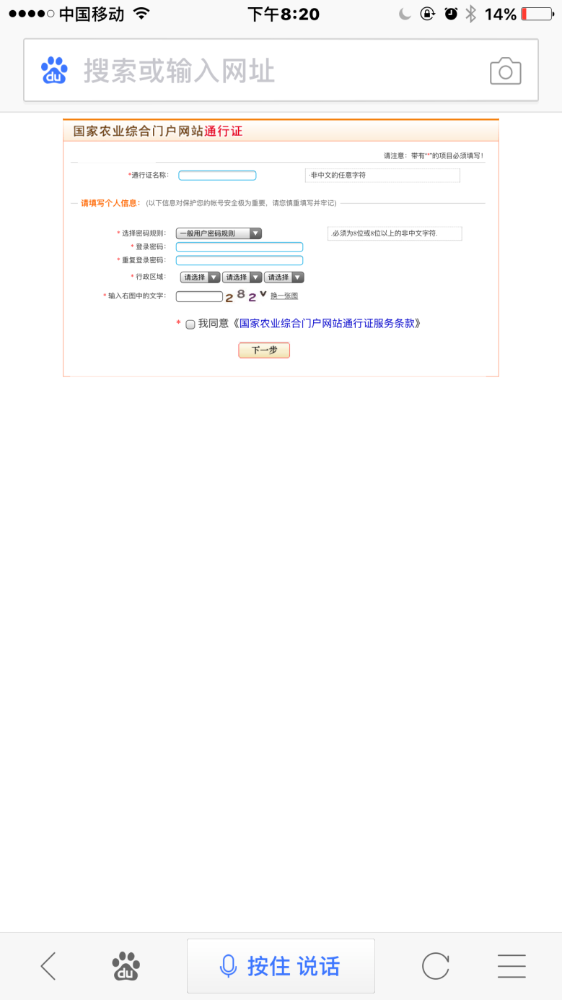 中国移动
下午8:20
14%
du 搜索或输入网址
国家农业综合门户网站通行证
请注意：带有"*"的项目必须填写！
*通行证名称：
·非中文的任意字符
请填写个人信息：(以下信息对保护您的帐号安全极为重要，请您慎重填写并牢记)
* 选择密码规则：
一般用户密码规则
.必须为8位或8位以上的非中文字符.
* 登录密码：
* 重复登录密码：
* 行政区域：
请选择 请选择 请选择
* 输入右图中的文字：
2 8 2 v 换一张图
* 我同意《国家农业综合门户网站通行证服务条款》
下一步
du
按住 说话